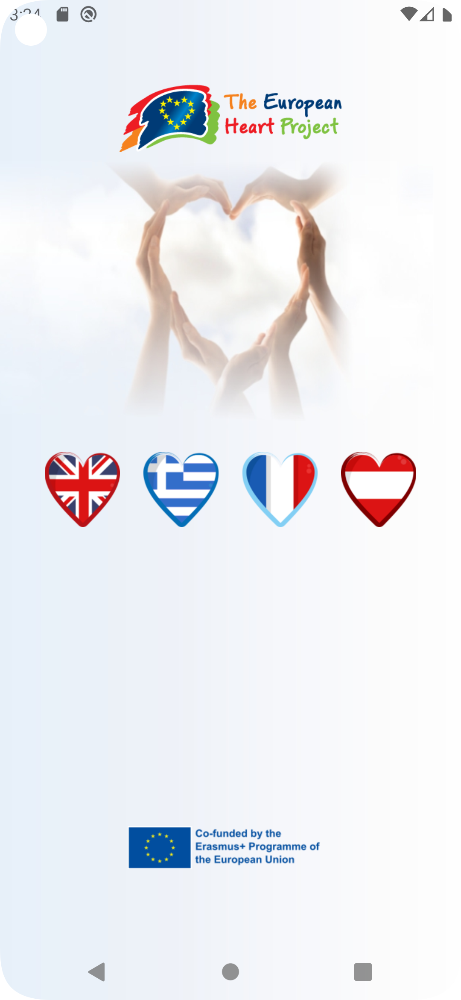 The European
Heart Project
Co-funded by the
Erasmus+ Programme of
the European Union